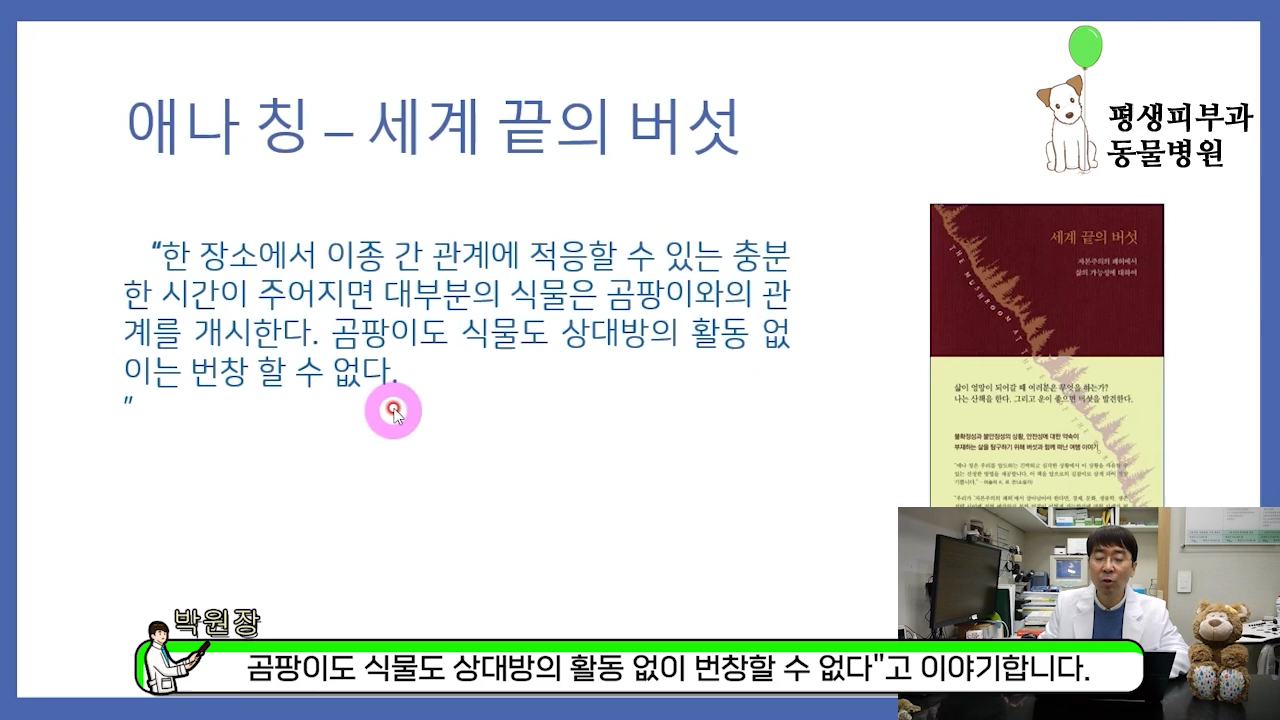 애나 칭 – 세계 끝의 버섯
평생피부과
동물병원
“한 장소에서 이종 간 관계에 적응할 수 있는 충분
한 시간이 주어지면 대부분의 식물은 곰팡이와의 관
계를 개시한다. 곰팡이도 식물도 상대방의 활동 없
이는 번창 할 수 없다.
”
세계 끝의 버섯
자본주의의 폐허에서
삶의 가능성에 대하여
THE MUSHROOM AT THE E
삶이 엉망이 되어갈 때 여러분은 무엇을 하는가?
나는 산책을 한다. 그리고 운이 좋으면 버섯을 발견한다.
불확정성과 불안정성의 상황, 안전성에 대한 약속이
부재하는 삶을 탐구하기 위해 버섯과 함께 떠난 여행 이야기
박원장
곰팡이도 식물도 상대방의 활동 없이 번창할 수 없다"고 이야기합니다.